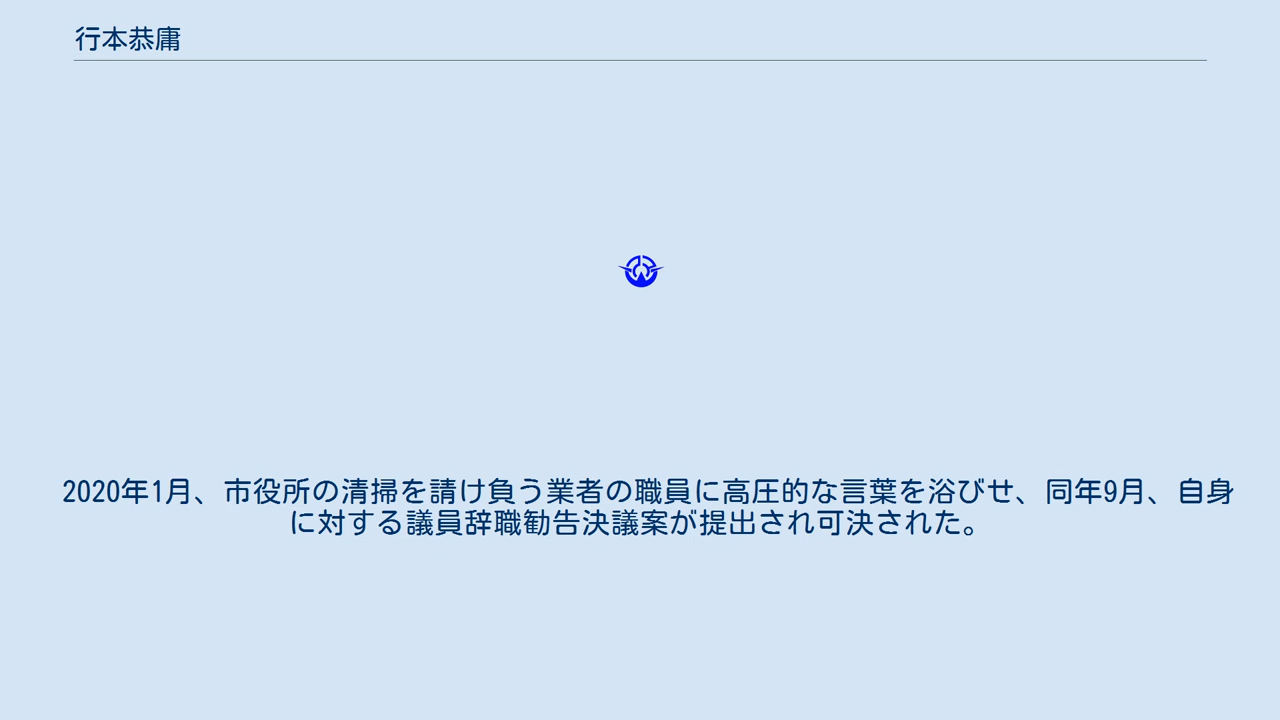 行本恭庸
2020年1月、市役所の清掃を請け負う業者の職員に高圧的な言葉を浴びせ、同年9月、自身
に対する議員辞職勧告決議案が提出され可決された。